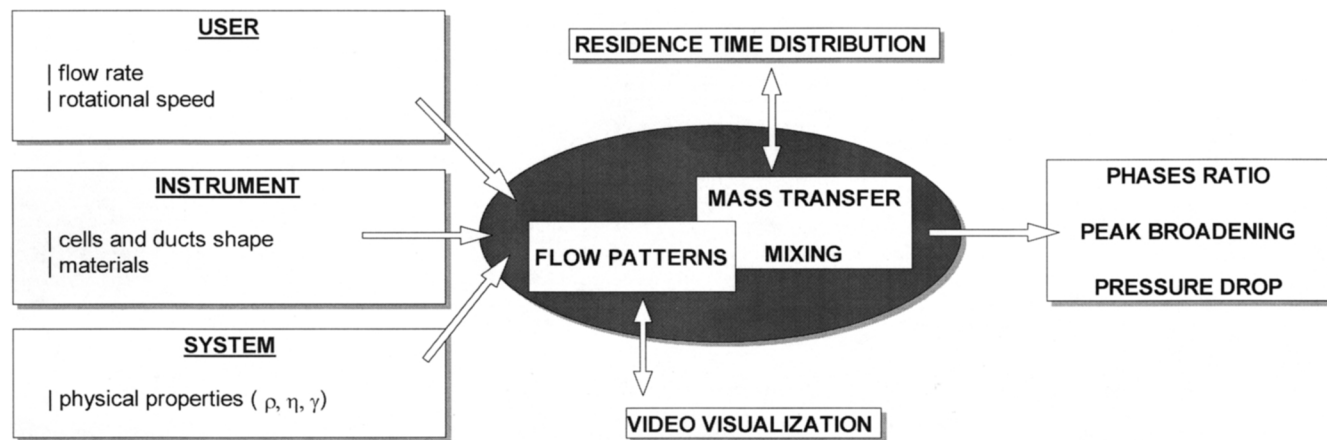 USER
| flow rate
| rotational speed
INSTRUMENT
| cells and ducts shape
| materials
SYSTEM
| physical properties ( ρ, η, γ)
RESIDENCE TIME DISTRIBUTION
MASS TRANSFER
MIXING
FLOW PATTERNS
VIDEO VISUALIZATION
PHASES RATIO
PEAK BROADENING
PRESSURE DROP